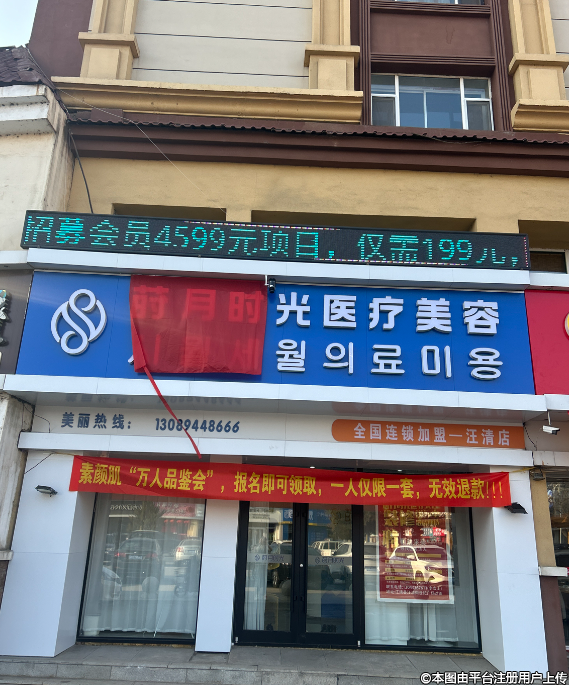 招募会员4599元项目，仅需199元，
月时光医疗美容
월의료미용
美丽热线： 13089448666
全国连锁加盟—汪清店
素颜肌“万人品鉴会”，报名即可领取，一人仅限一套，无效退款!!!
©本图由平台注册用户上传